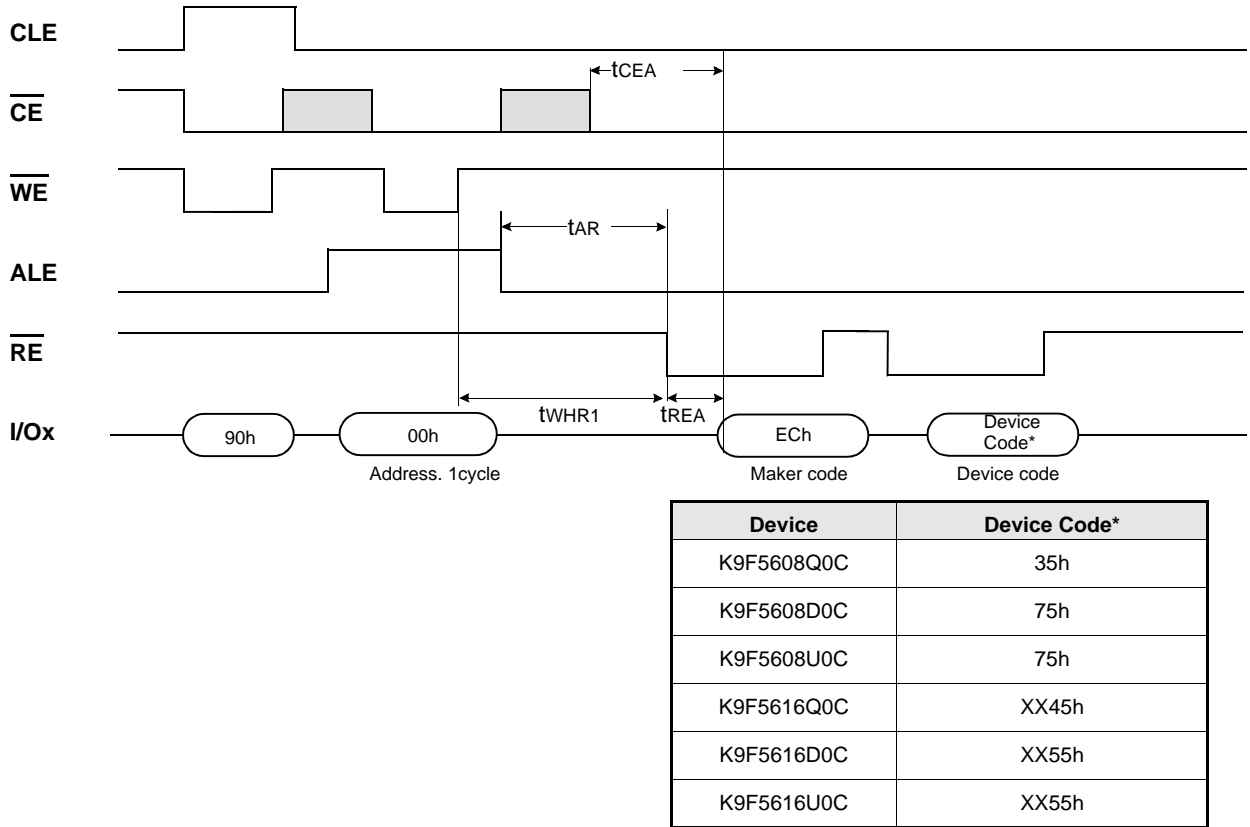 CLE
tCEA
CE
WE
tAR
ALE
RE
tWHR1 tREA
I/Ox 90h 00h ECh Device Code*
Address. 1cycle Maker code Device code
Device Device Code*
K9F5608Q0C 35h
K9F5608D0C 75h
K9F5608U0C 75h
K9F5616Q0C XX45h
K9F5616D0C XX55h
K9F5616U0C XX55h